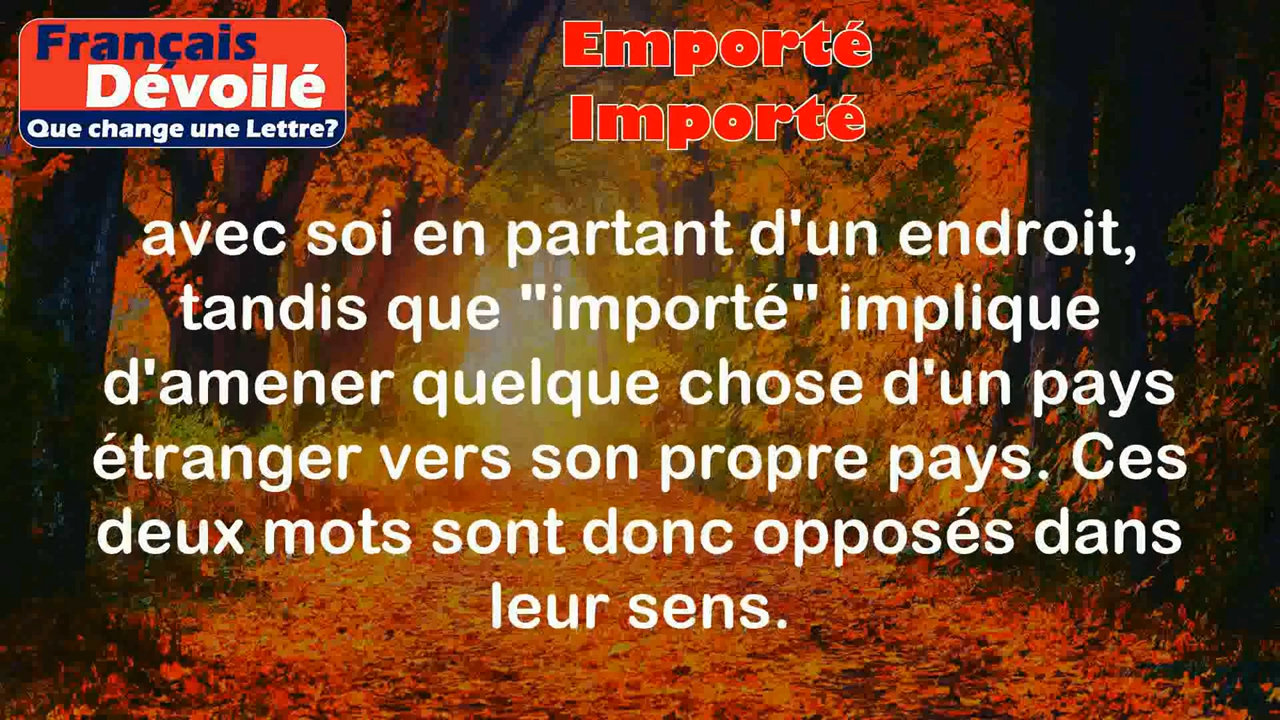 Français
Dévoilé
Que change une Lettre?
Emporté
Importé
avec soi en partant d'un endroit,
tandis que "importé" implique
d'amener quelque chose d'un pays
étranger vers son propre pays. Ces
deux mots sont donc opposés dans
leur sens.